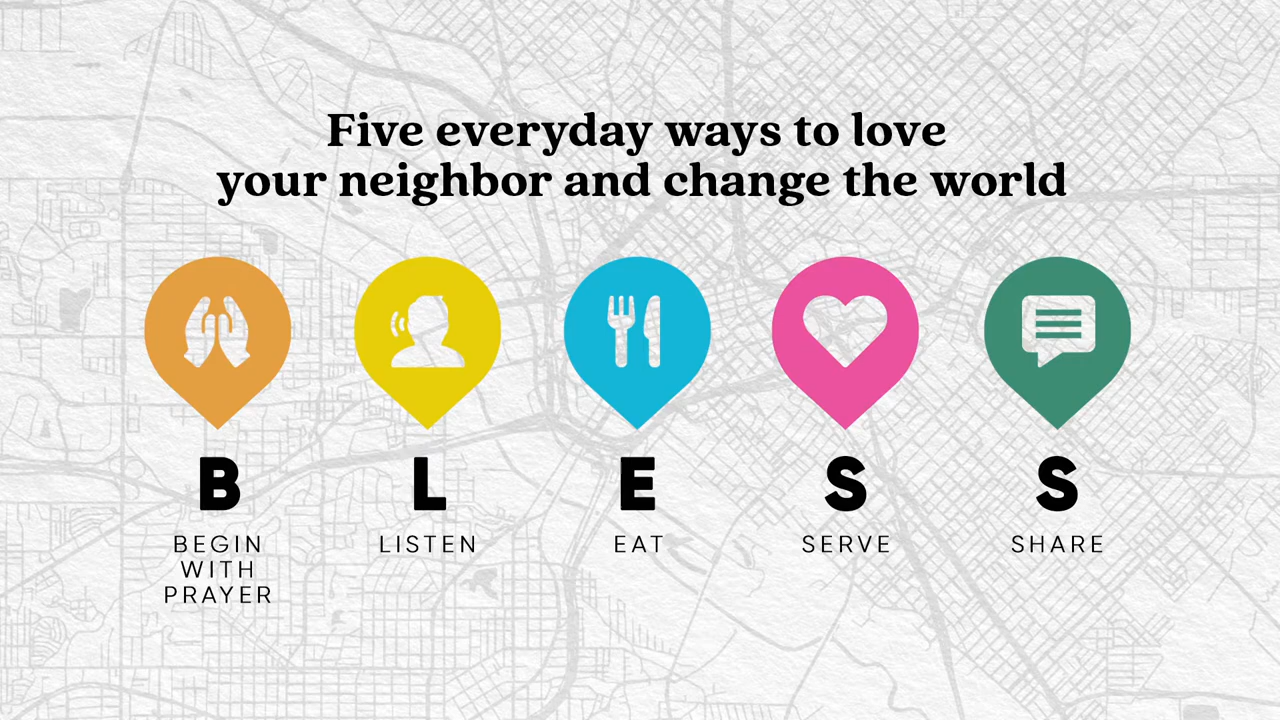 Five everyday ways to love
your neighbor and change the world
B L E S S
BEGIN WITH PRAYER
LISTEN
EAT
SERVE
SHARE